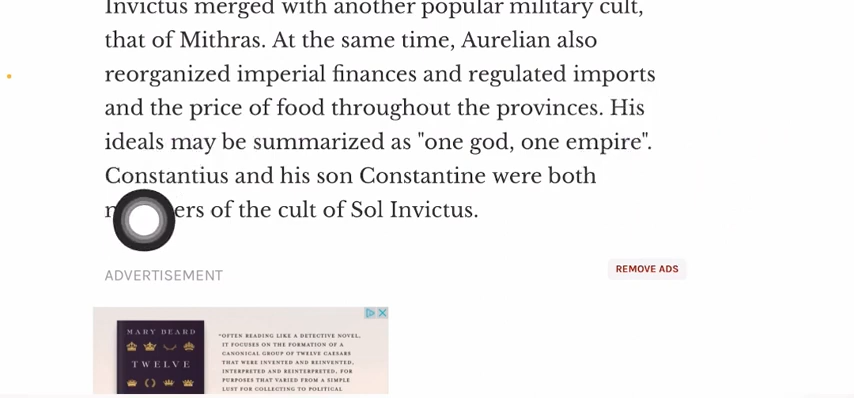 Invictus merged with another popular military cult,
that of Mithras. At the same time, Aurelian also
reorganized imperial finances and regulated imports
and the price of food throughout the provinces. His
ideals may be summarized as "one god, one empire".
Constantius and his son Constantine were both
of the cult of Sol Invictus.
ADVERTISEMENT
REMOVE ADS
MARY BEARD
TWELVE
"OFTEN READING LIKE A DETECTIVE NOVEL,
IT FOCUSES ON THE FORMATION OF A
CANONICAL GROUP OF TWELVE CAESARS
THAT WERE INVENTED AND REINVENTED,
INTERPRETED AND REINTERPRETED, FOR
PURPOSES THAT VARIED FROM A SIMPLE
LUST FOR COLLECTING TO POLITICAL